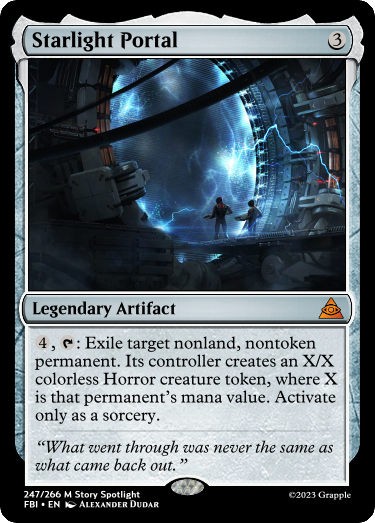 Starlight Portal 3
Legendary Artifact
4, T: Exile target nonland, nontoken
permanent. Its controller creates an X/X
colorless Horror creature token, where X
is that permanent's mana value. Activate
only as a sorcery.
“What went through was never the same as
what came back out.”
247/266 M Story Spotlight
FBI • EN Alexander Dudar
©2023 Grapple